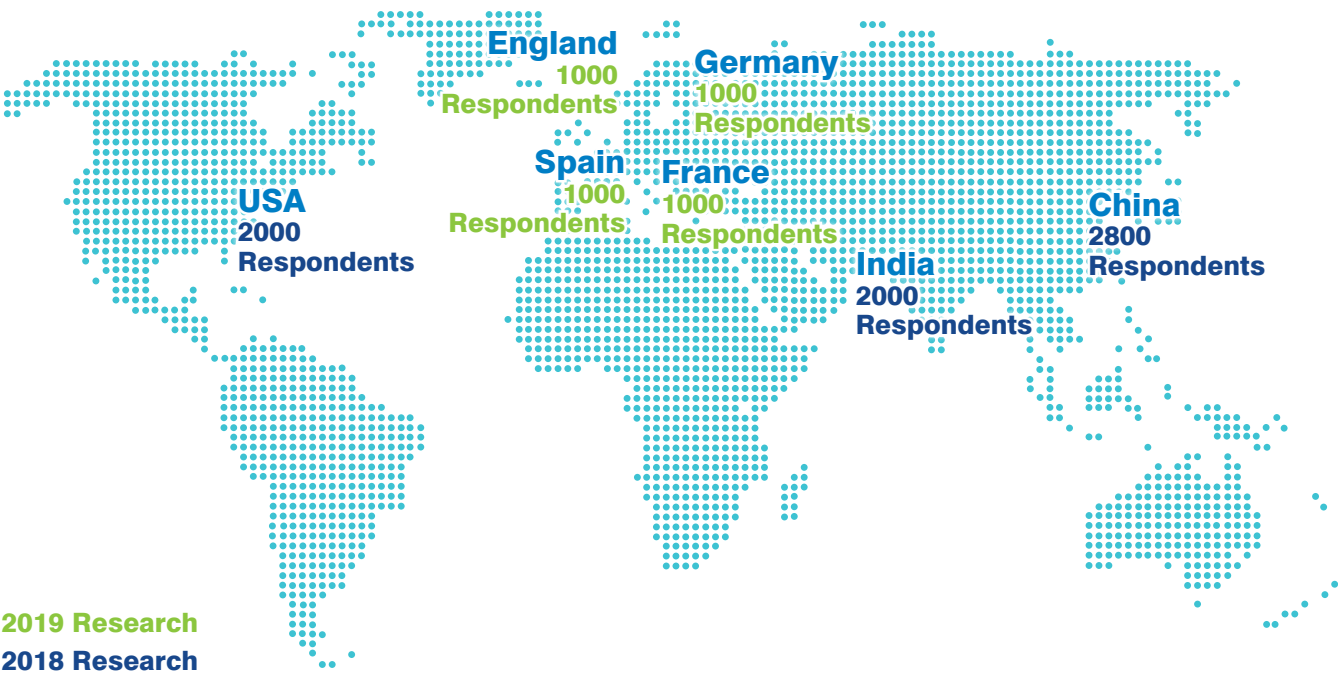 England
1000
Respondents
Germany
1000
Respondents
Spain
1000
Respondents
France
1000
Respondents
USA
2000
Respondents
China
2800
Respondents
India
2000
Respondents
2019 Research
2018 Research